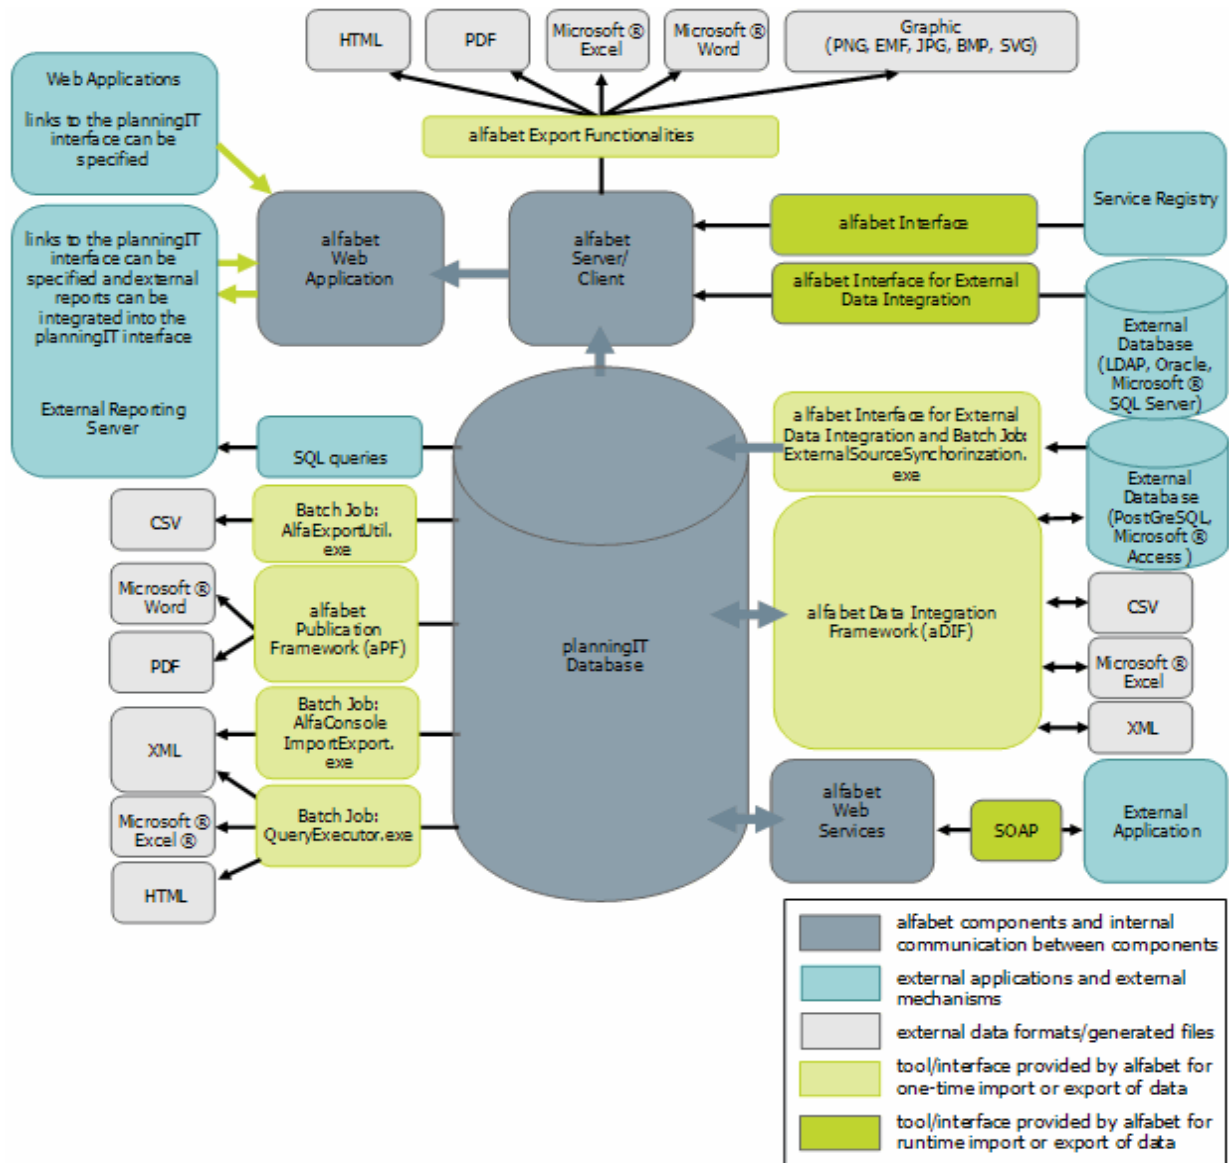 HTML
PDF
Microsoft ®
Excel
Microsoft ®
Word
Graphic
(PNG, EMF, JPG, BMP, SVG)
Web Applications
links to the planningIT
interface can be
specified
alfabet Export Functionalities
links to the planningIT
interface can be
specified and external
reports can be
integrated into the
planningIT interface
External Reporting
Server
alfabet
Web
Application
alfabet
Server/
Client
alfabet Interface
Service Registry
alfabet Interface for External
Data Integration
External
Database
(LDAP, Oracle,
Microsoft ®
SQL Server)
SQL queries
alfabet Interface for External
Data Integration and Batch Job:
ExternalSourceSynchorinzation.
exe
External
Database
(PostGreSQL,
Microsoft ®
Access )
CSV
Batch Job:
AlfaExportUtil.
exe
Microsoft ®
Word
PDF
alfabet
Publication
Framework (aPF)
planningIT
Database
alfabet Data Integration
Framework (aDIF)
CSV
Microsoft ®
Excel
XML
XML
Batch Job:
AlfaConsole
ImportExport.
exe
Microsoft ®
Excel ®
HTML
Batch Job:
QueryExecutor.exe
alfabet
Web
Services
SOAP
External
Application
alfabet components and internal
communication between components
external applications and external
mechanisms
external data formats/generated files
tool/interface provided by alfabet for
one-time import or export of data
tool/interface provided by alfabet for
runtime import or export of data